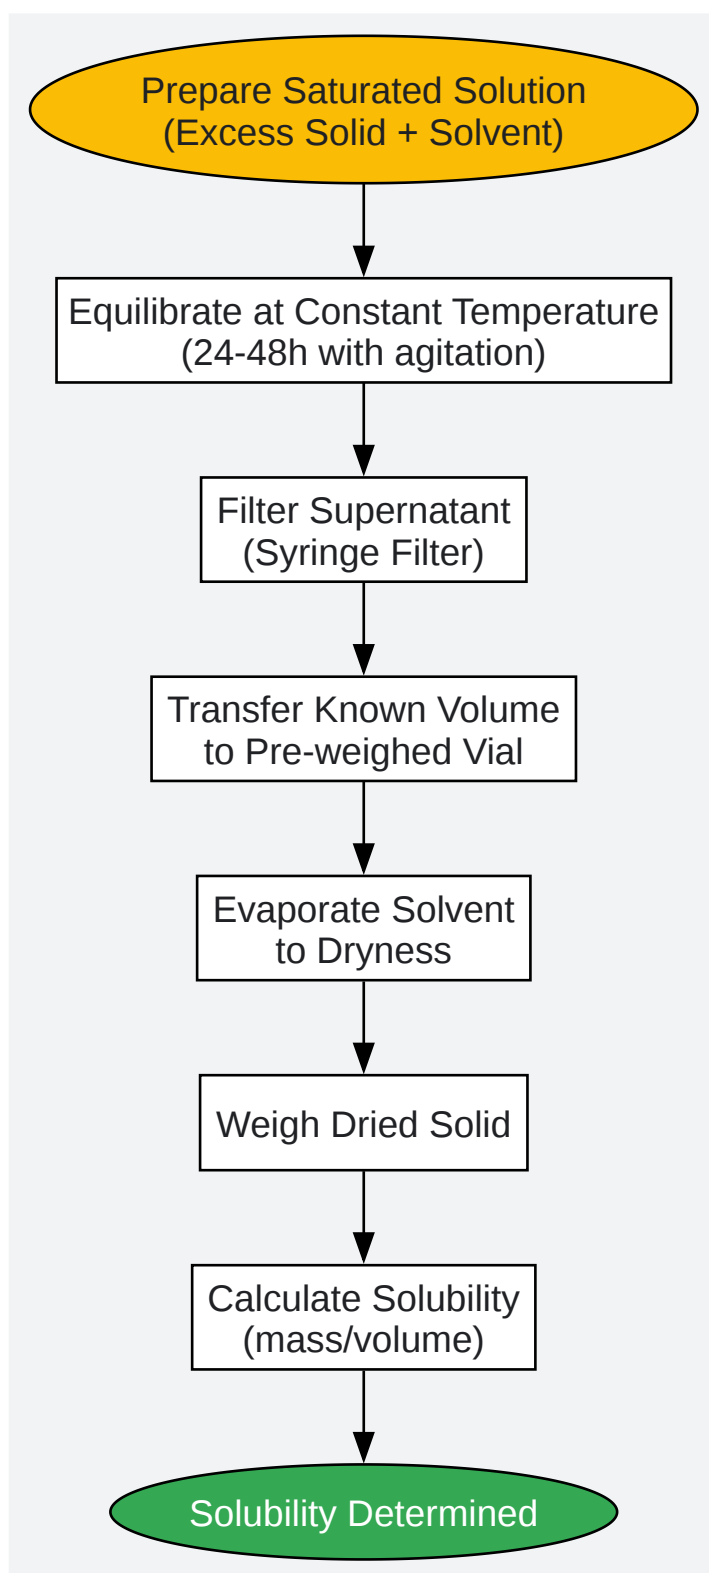 Prepare Saturated Solution
(Excess Solid + Solvent)
Equilibrate at Constant Temperature
(24-48h with agitation)
Filter Supernatant
(Syringe Filter)
Transfer Known Volume
to Pre-weighed Vial
Evaporate Solvent
to Dryness
Weigh Dried Solid
Calculate Solubility
(mass/volume)
Solubility Determined